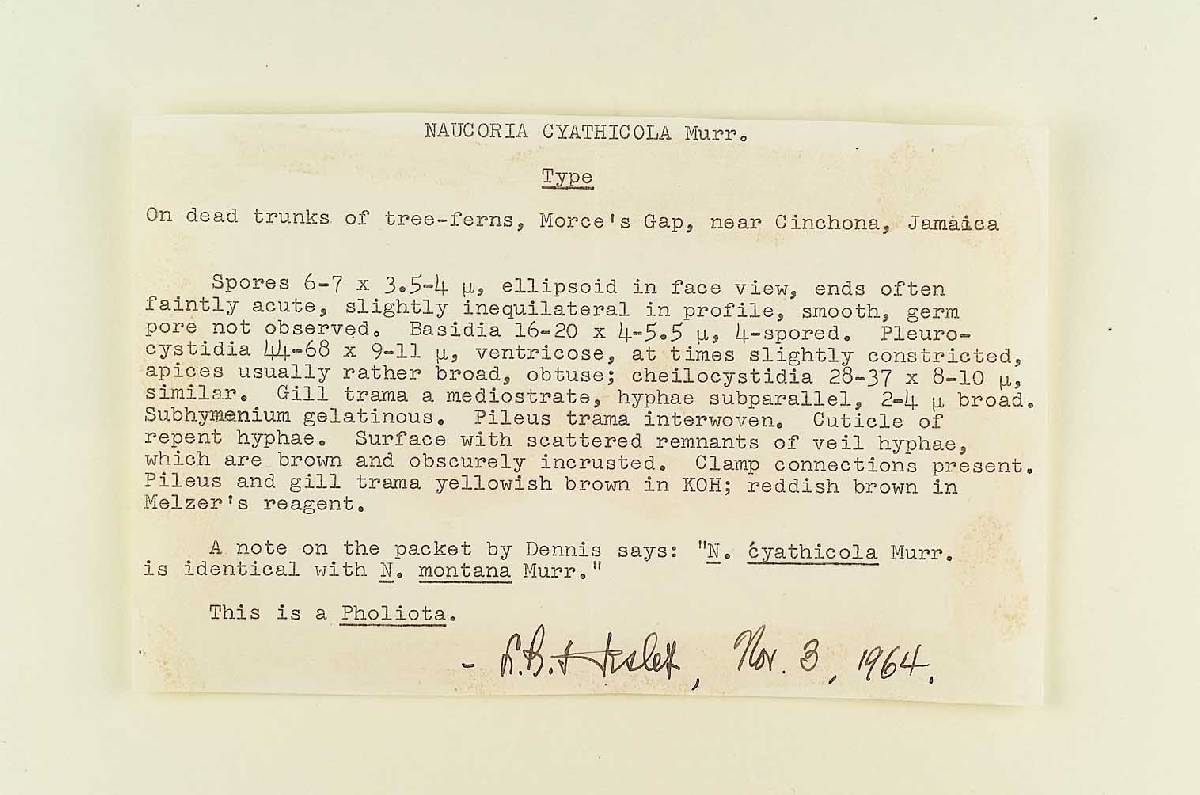 NAUCORIA CYATHICOLA Murr.
Type
On dead trunks of tree-ferns, Morce's Gap, near Cinchona, Jamaica
Spores 6-7 x 3.5-4 µ, ellipsoid in face view, ends often
faintly acute, slightly inequilateral in profile, smooth, germ
pore not observed. Basidia 16-20 x 4-5.5 µ, 4-spored. Pleuro-
cystidia 44-68 x 9-11 µ, ventricose, at times slightly constricted,
apices usually rather broad, obtuse; cheilocystidia 28-37 x 8-10 µ,
similar. Gill trama a mediostrate, hyphae subparallel, 2-4 µ broad.
Subhymenium gelatinous. Pileus trama interwoven. Cuticle of
repent hyphae. Surface with scattered remnants of veil hyphae,
which are brown and obscurely incrusted. Clamp connections present.
Pileus and gill trama yellowish brown in KOH; reddish brown in
Melzer's reagent.
A note on the packet by Dennis says: "N. cyathicola Murr.
is identical with N. montana Murr."
This is a Pholiota.
- L.R. Hesler, Nov. 3, 1964.